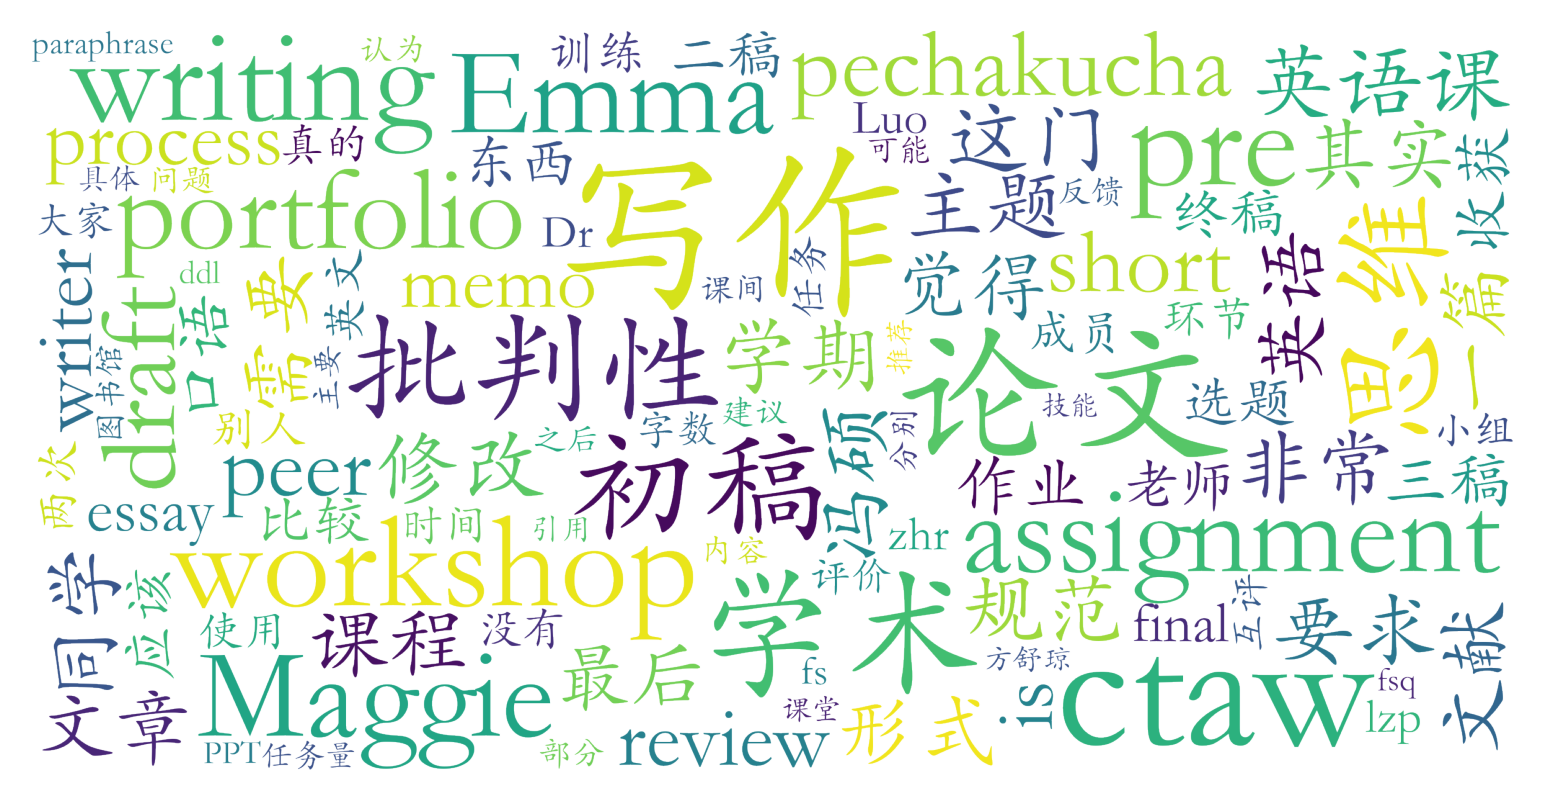 paraphrase
writing
认为
Emma
训练
二稿
pechakucha
英语课
process
真的
Luo
可能
这门
pre
其实
收获
具体
问题
东西
写作
大家
portfolio
Dr
主题
反馈
终稿
思维
writer
ddl
口语
需要
英文
memo
课间
任务
觉得
short
英语
一篇
draft
图书馆
主要
批判性
学期
推荐
成员
环节
论文
别人
之后
字数
建议
冯硕
分别
技能
选题
小组
两次
peer
修改
初稿
作业
老师
非常
三稿
essay
比较
时间
引用
zhr
assignment
同学
应该
workshop
内容
评价
学术
规范
final
互评
要求
文献
使用
课程
没有
最后
fs
方舒琼
is
ctaw
fsq
lzp
文章
Maggie
PPT任务量
部分
review
课堂
形式